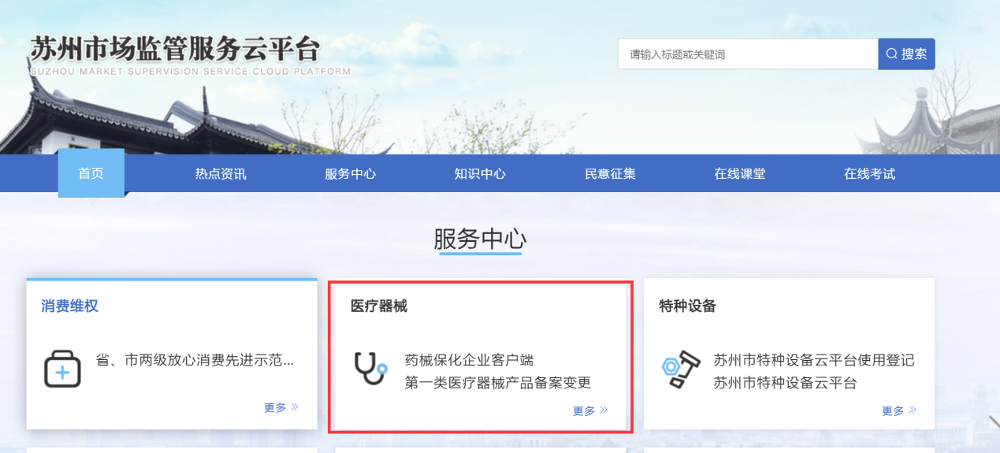 苏州市场监管服务云平台
SUZHOU MARKET SUPERVISION SERVICE CLOUD PLATFORM
请输入标题或关键词
搜索
首页 热点资讯 服务中心 知识中心 民意征集 在线课堂 在线考试
服务中心
消费维权
省、市两级放心消费先进示范...
更多
医疗器械
药械保化企业客户端
第一类医疗器械产品备案变更
更多
特种设备
苏州市特种设备云平台使用登记
苏州市特种设备云平台
更多